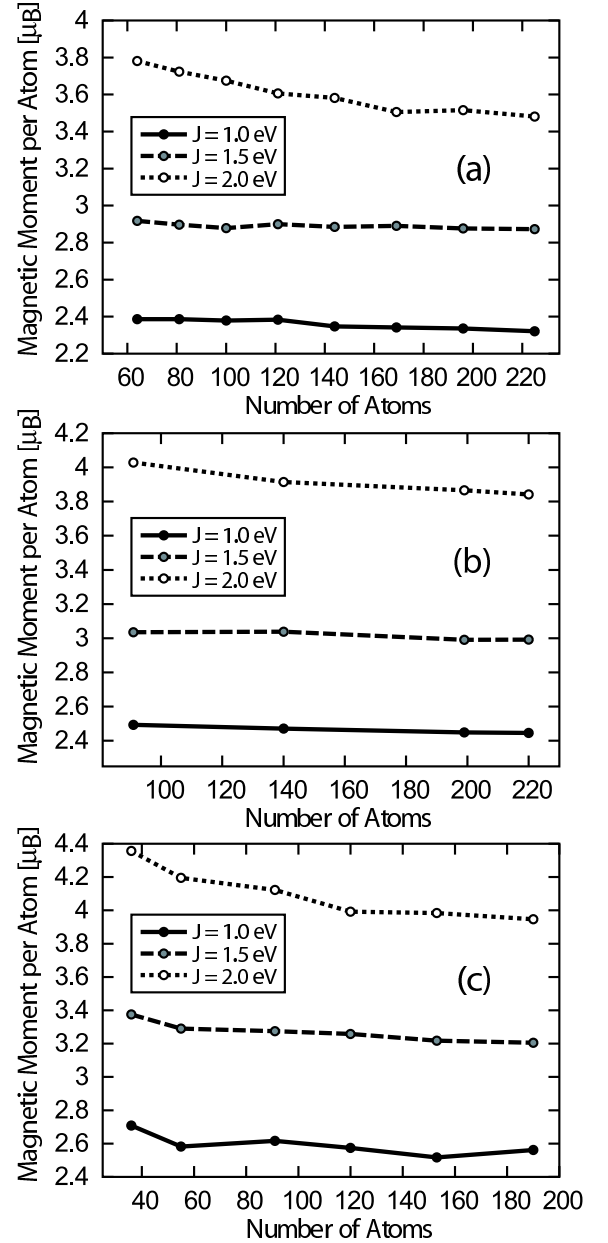 Magnetic Moment per Atom [μB]
4
3.8
3.6
3.4
3.2
3
2.8
2.6
2.4
2.2
J = 1.0 eV
J = 1.5 eV
J = 2.0 eV
(a)
60 80 100 120 140 160 180 200 220
Number of Atoms
Magnetic Moment per Atom [μB]
4.2
4
3.8
3.6
3.4
3.2
3
2.8
2.6
2.4
J = 1.0 eV
J = 1.5 eV
J = 2.0 eV
(b)
100 120 140 160 180 200 220
Number of Atoms
Magnetic Moment per Atom [μB]
4.4
4.2
4
3.8
3.6
3.4
3.2
3
2.8
2.6
2.4
J = 1.0 eV
J = 1.5 eV
J = 2.0 eV
(c)
40 60 80 100 120 140 160 180 200
Number of Atoms